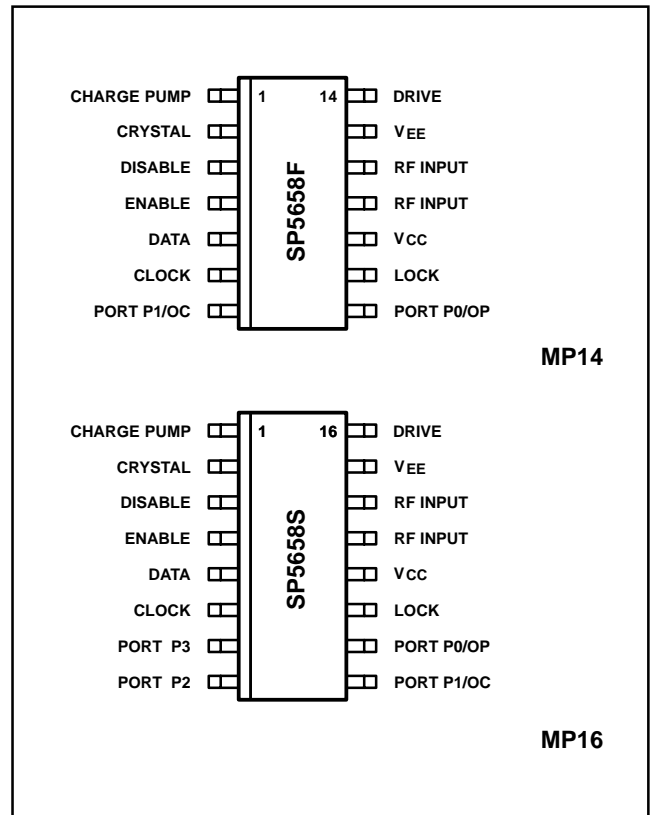 CHARGE PUMP 1 14 DRIVE
CRYSTAL VEE
DISABLE RF INPUT
ENABLE RF INPUT
DATA VCC
CLOCK LOCK
PORT P1/OC PORT P0/OP
SP5658F
MP14
CHARGE PUMP 1 16 DRIVE
CRYSTAL VEE
DISABLE RF INPUT
ENABLE RF INPUT
DATA VCC
CLOCK LOCK
PORT P3 PORT P0/OP
PORT P2 PORT P1/OC
SP5658S
MP16